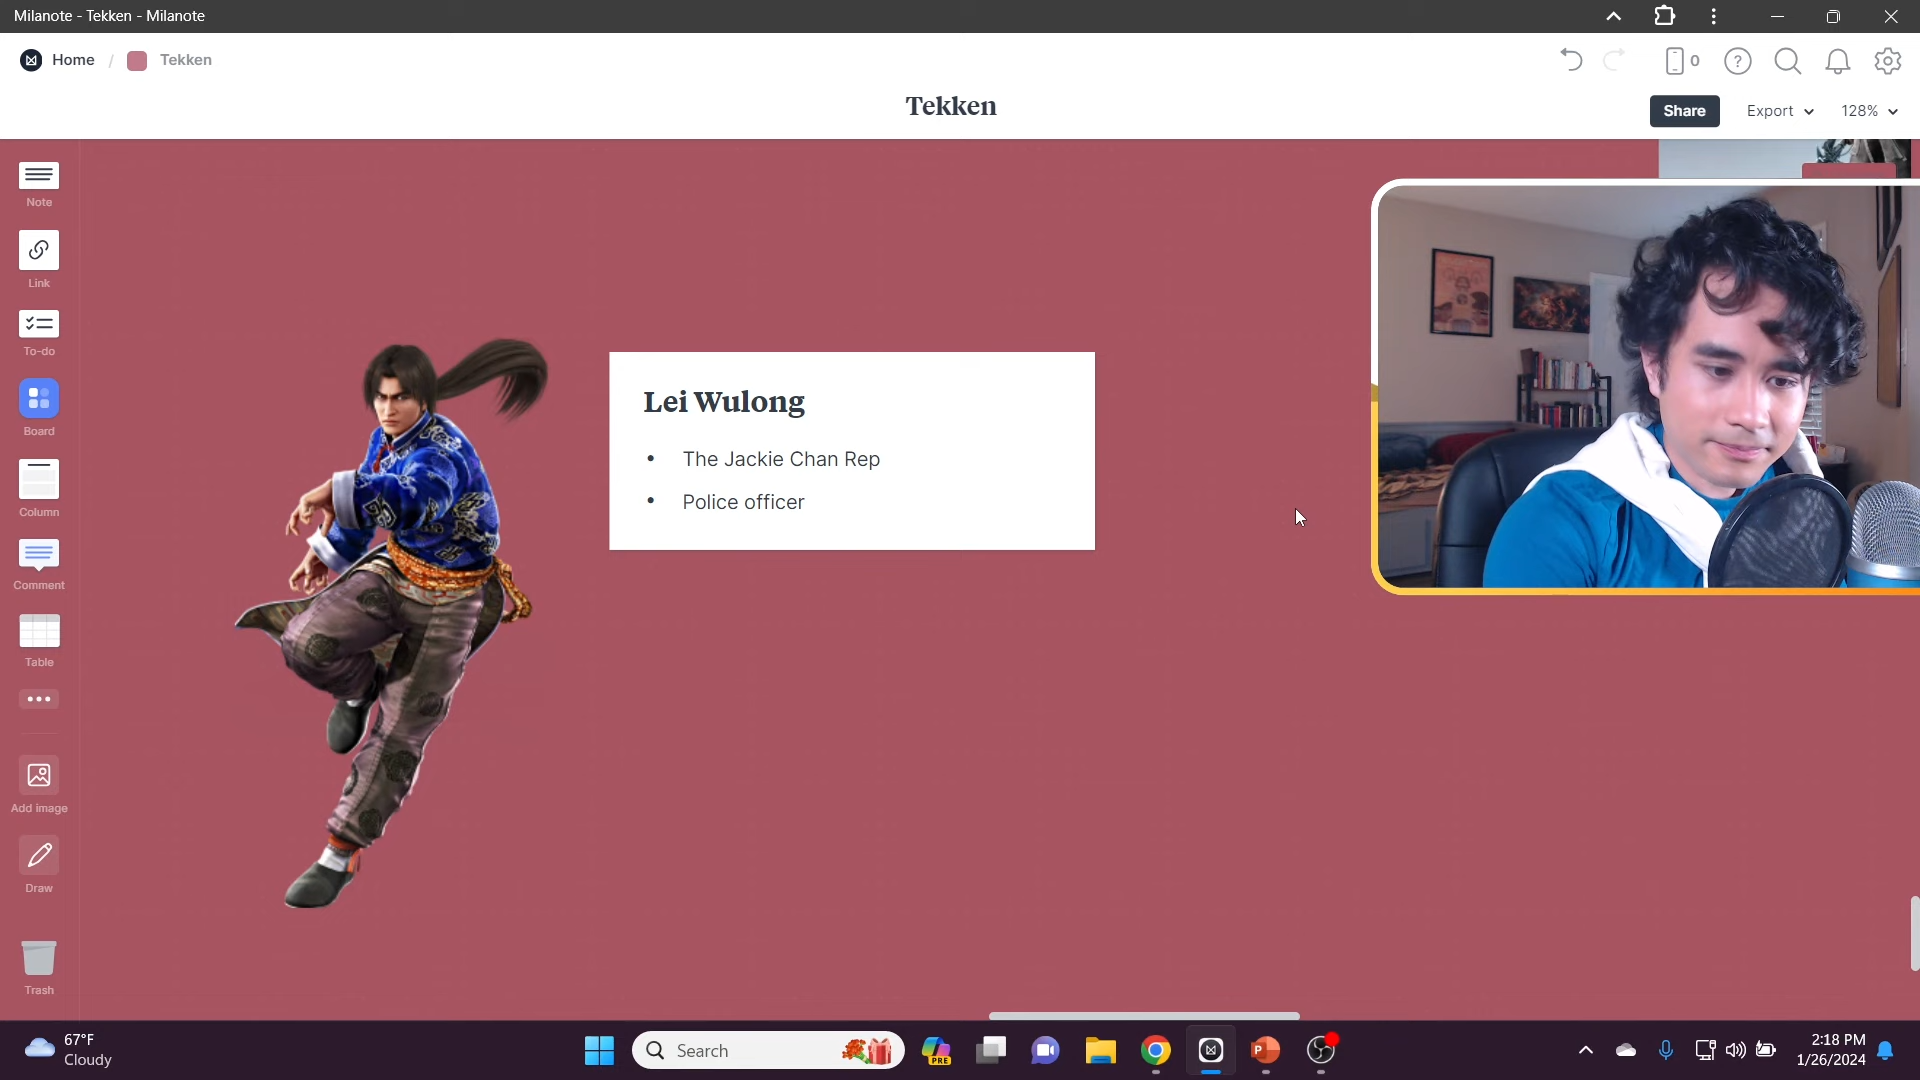 Milanote - Tekken - Milanote
Home / Tekken
0
?
Tekken
Share
Export
128%
Note
Link
To-do
Board
Column
Comment
Table
Add image
Draw
Trash
Lei Wulong
• The Jackie Chan Rep
• Police officer
67°F
Cloudy
Search
PRE
P
2:18 PM
1/26/2024